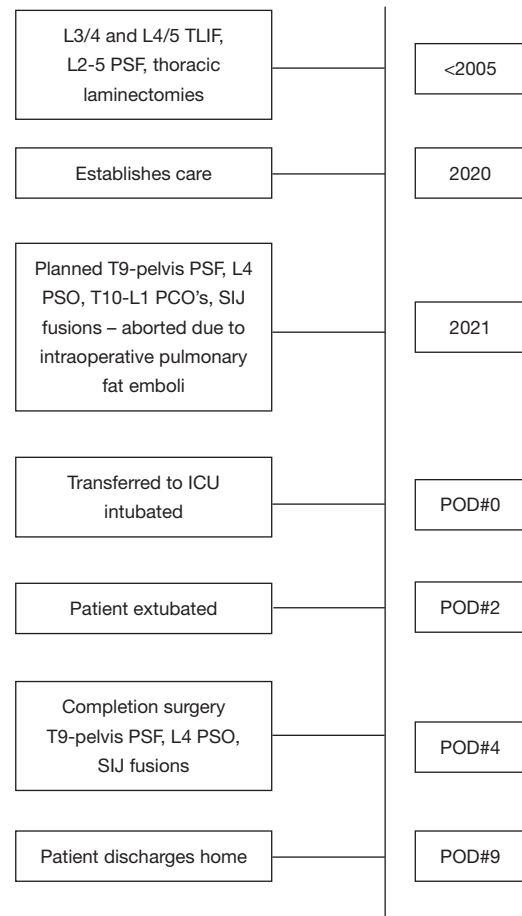 L3/4 and L4/5 TLIF,
L2-5 PSF, thoracic
laminectomies
<2005
Establishes care
2020
Planned T9-pelvis PSF, L4
PSO, T10-L1 PCO's, SIJ
fusions – aborted due to
intraoperative pulmonary
fat emboli
2021
Transferred to ICU
intubated
POD#0
Patient extubated
POD#2
Completion surgery
T9-pelvis PSF, L4 PSO,
SIJ fusions
POD#4
Patient discharges home
POD#9